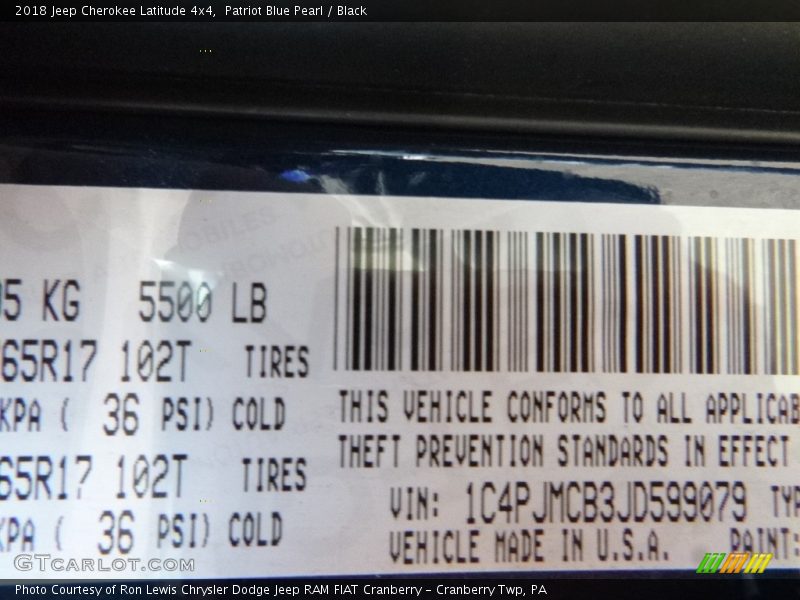 2018 Jeep Cherokee Latitude 4x4,  Patriot Blue Pearl / Black
5 KG 5500 LB
65R17 102T TIRES
KPA ( 36 PSI) COLD
65R17 102T TIRES
KPA ( 36 PSI) COLD
THIS VEHICLE CONFORMS TO ALL APPLICAB
THEFT PREVENTION STANDARDS IN EFFECT
VIN: 1C4PJMCB3JD599079 TYP
VEHICLE MADE IN U.S.A. PAINT:
GTCARLOT.COM
Photo Courtesy of Ron Lewis Chrysler Dodge Jeep RAM FIAT Cranberry – Cranberry Twp, PA